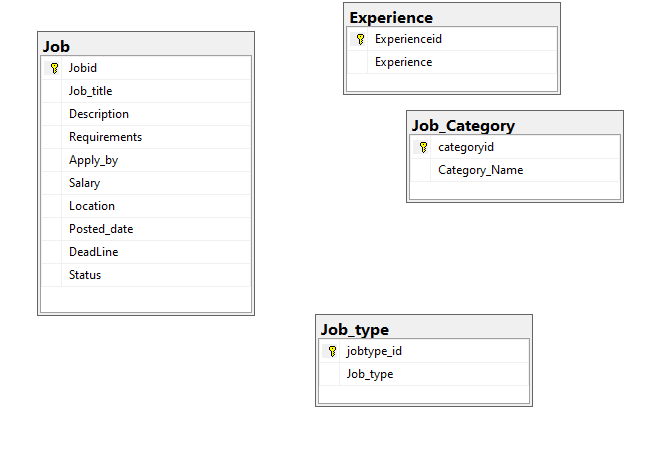 Job
Jobid
Job_title
Description
Requirements
Apply_by
Salary
Location
Posted_date
DeadLine
Status
Experience
Experienceid
Experience
Job_Category
categoryid
Category_Name
Job_type
jobtype_id
Job_type